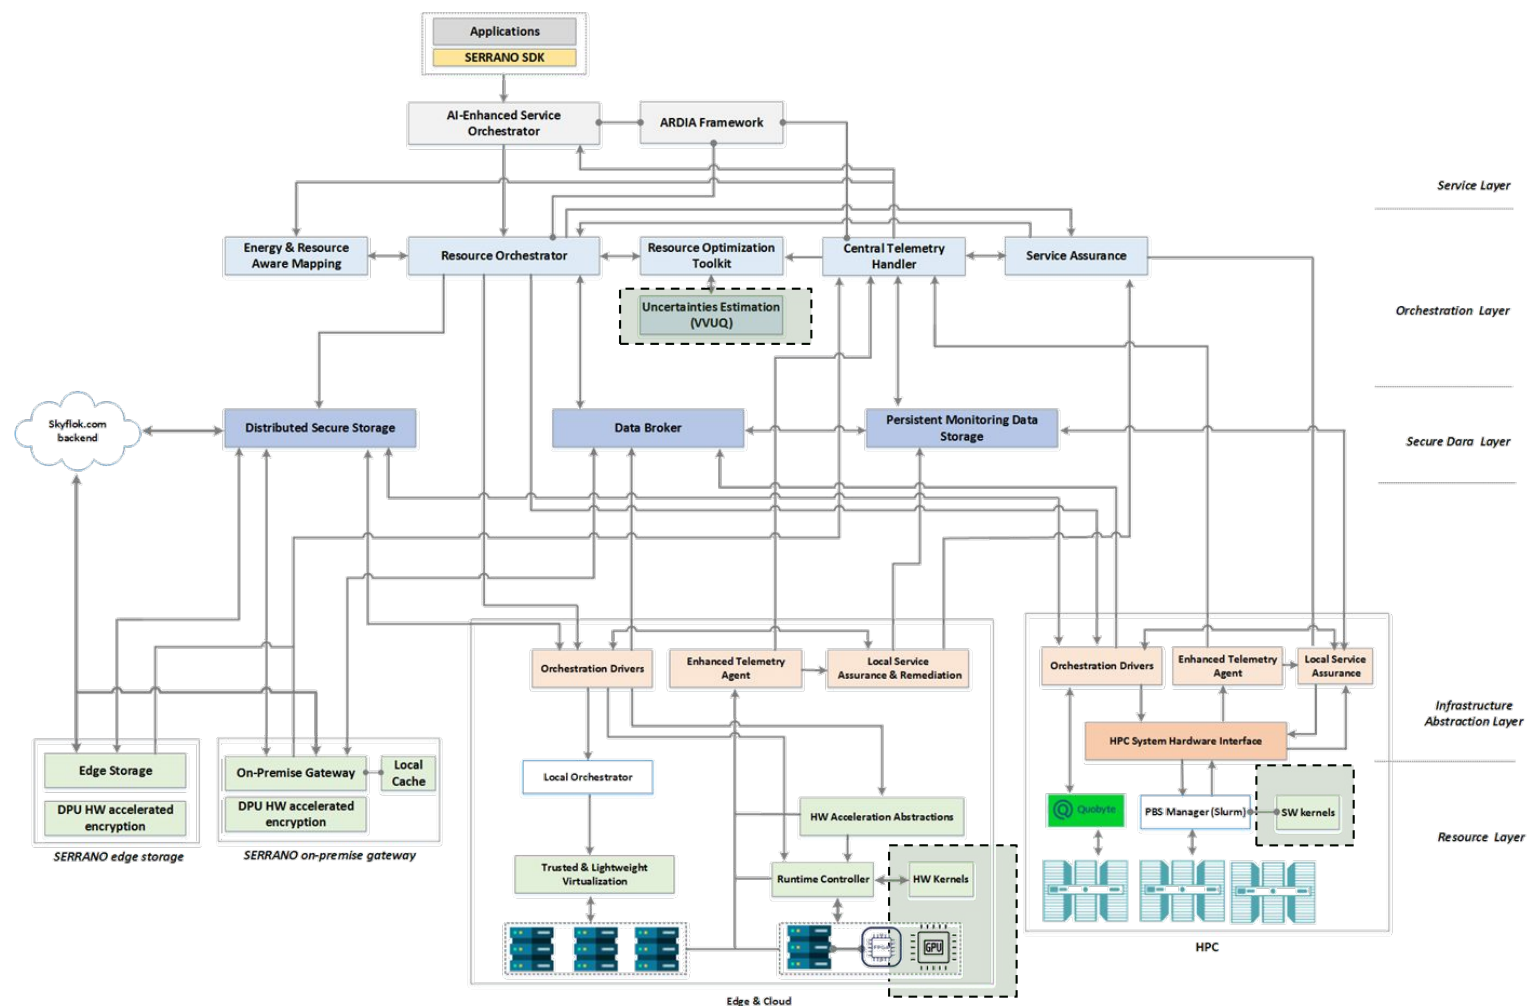 Applications
SERRANO SDK
AI-Enhanced Service
Orchestrator
ARDIA Framework
Service Layer
Energy & Resource
Aware Mapping
Resource Orchestrator
Resource Optimization
Toolkit
Central Telemetry
Handler
Service Assurance
Uncertainties Estimation
(VVUQ)
Orchestration Layer
Skyflok.com
backend
Distributed Secure Storage
Data Broker
Persistent Monitoring Data
Storage
Secure Dara Layer
Orchestration Drivers
Enhanced Telemetry
Agent
Local Service
Assurance & Remediation
Orchestration Drivers
Enhanced Telemetry
Agent
Local Service
Assurance
Infrastructure
Abstraction Layer
HPC System Hardware Interface
Edge Storage
DPU HW accelerated
encryption
SERRANO edge storage
On-Premise Gateway
Local
Cache
DPU HW accelerated
encryption
SERRANO on-premise gateway
Local Orchestrator
HW Acceleration Abstractions
Trusted & Lightweight
Virtualization
Runtime Controller
HW Kernels
FPGA
GPU
Edge & Cloud
Quobyte
PBS Manager (Slurm)
SW kernels
Resource Layer
HPC